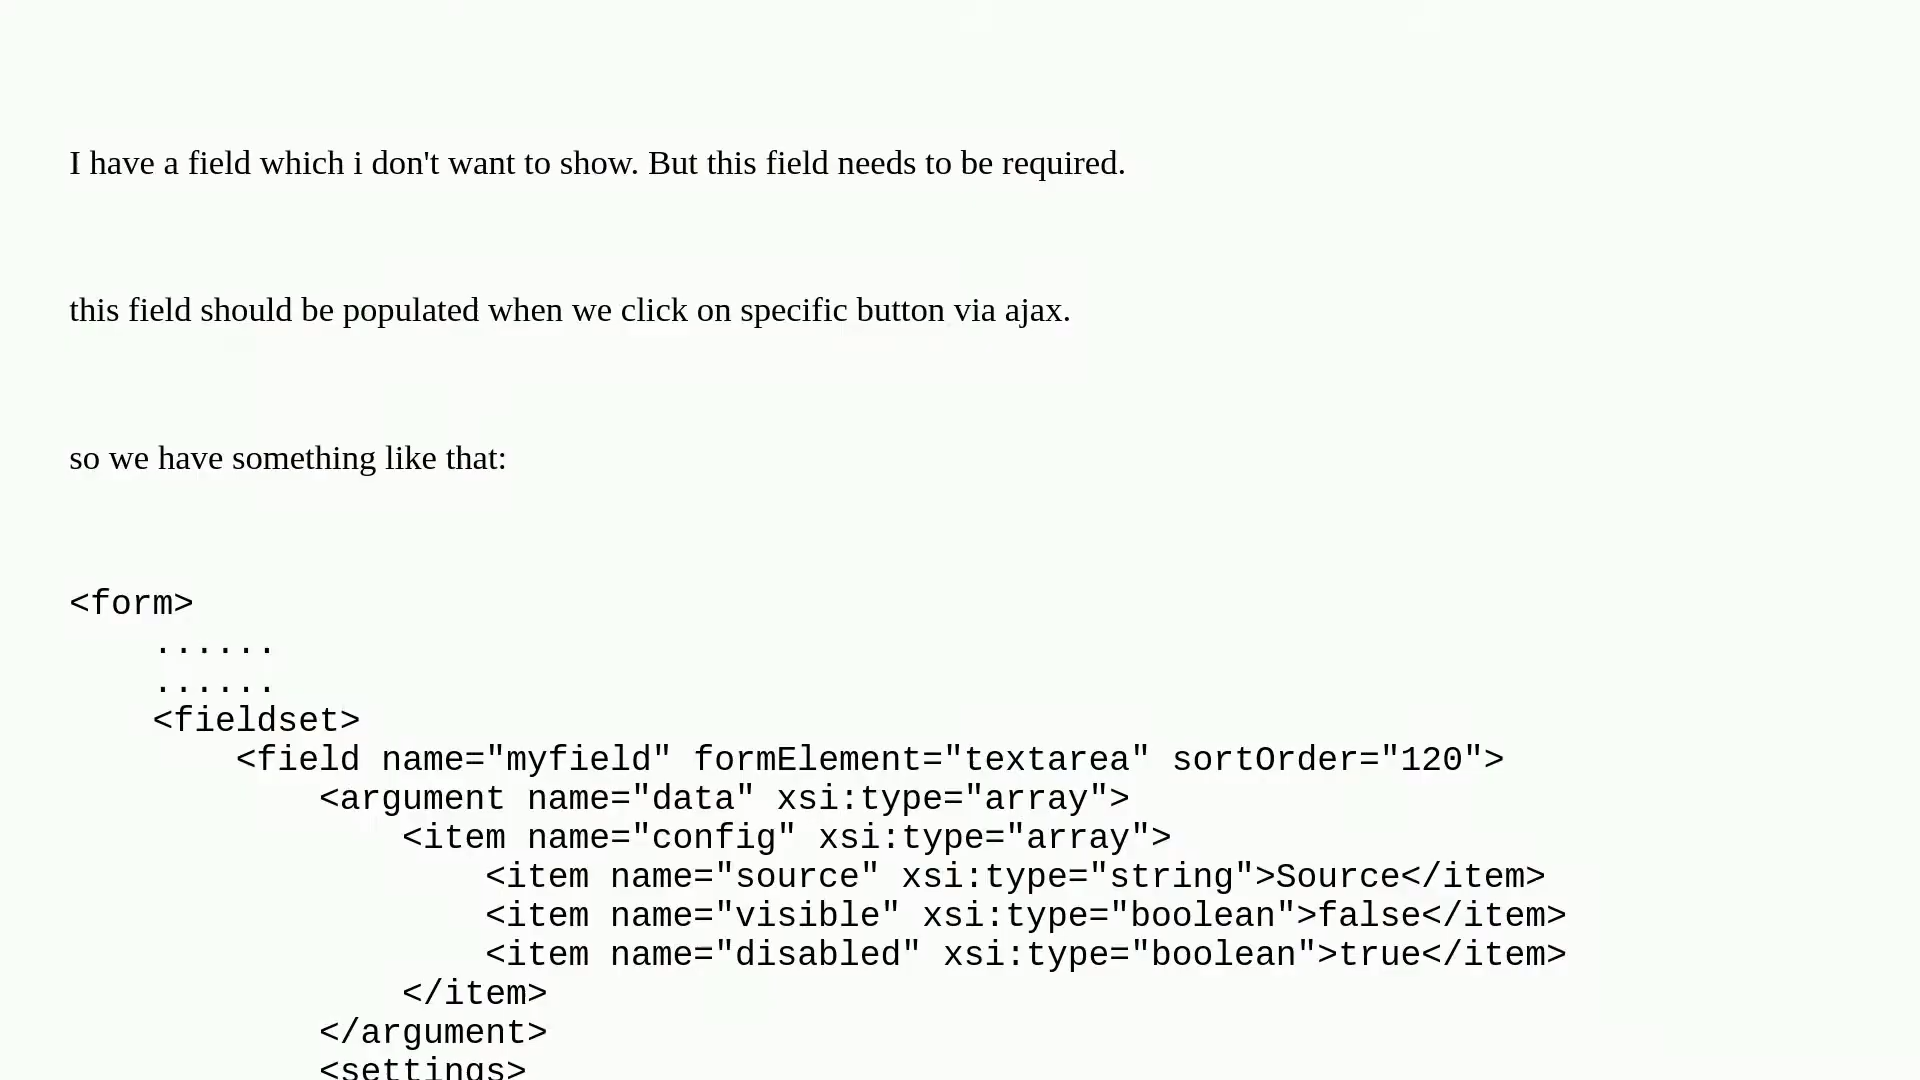 I have a field which i don't want to show. But this field needs to be required.
this field should be populated when we click on specific button via ajax.
so we have something like that:
<form>
    ......
    ......
    <fieldset>
        <field name="myfield" formElement="textarea" sortOrder="120">
            <argument name="data" xsi:type="array">
                <item name="config" xsi:type="array">
                    <item name="source" xsi:type="string">Source</item>
                    <item name="visible" xsi:type="boolean">false</item>
                    <item name="disabled" xsi:type="boolean">true</item>
                </item>
            </argument>
            <settings>